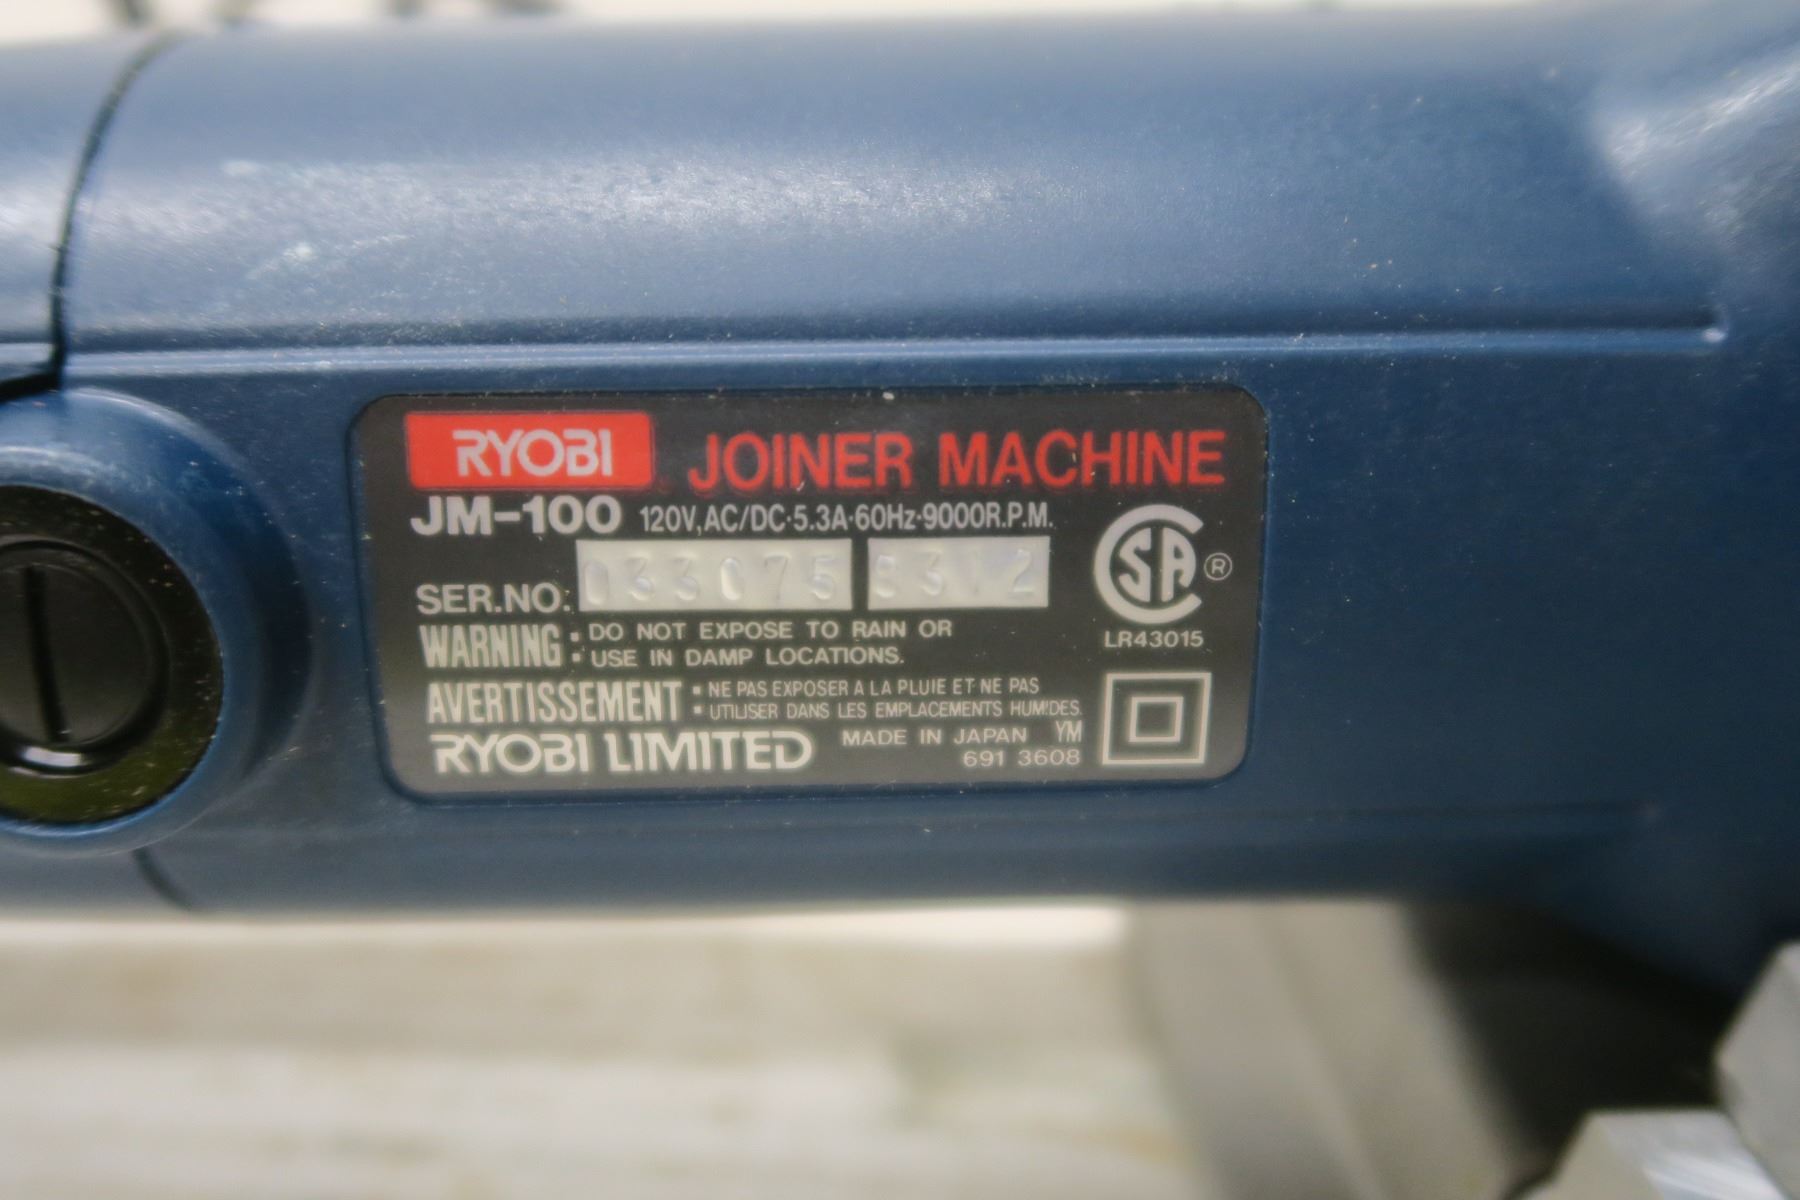 RYOBI JOINER MACHINE
JM-100 120V,AC/DC·5.3A·60Hz·9000R.P.M.
SER.NO: 033075
WARNING: DO NOT EXPOSE TO RAIN OR
USE IN DAMP LOCATIONS.
AVERTISSEMENT: NE PAS EXPOSER A LA PLUIE ET NE PAS
UTILISER DANS LES EMPLACEMENTS HUMIDES.
RYOBI LIMITED MADE IN JAPAN YM
691 3608
CSA ®
LR43015